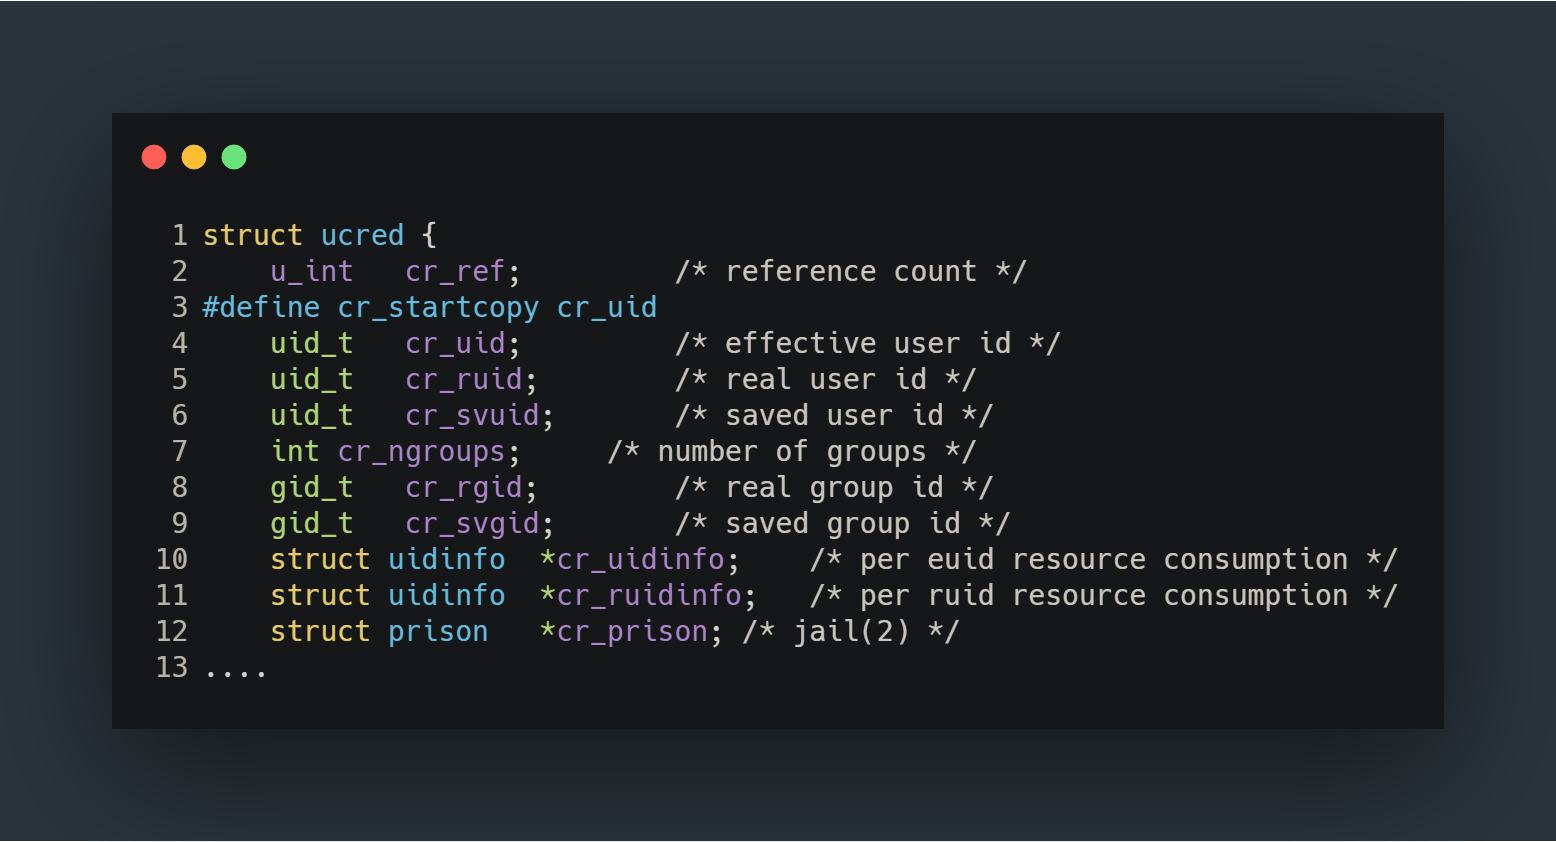 1 struct ucred {
2     u_int   cr_ref;         /* reference count */
3 #define cr_startcopy cr_uid
4     uid_t   cr_uid;         /* effective user id */
5     uid_t   cr_ruid;        /* real user id */
6     uid_t   cr_svuid;       /* saved user id */
7     int cr_ngroups;     /* number of groups */
8     gid_t   cr_rgid;        /* real group id */
9     gid_t   cr_svgid;       /* saved group id */
10     struct uidinfo  *cr_uidinfo;    /* per euid resource consumption */
11     struct uidinfo  *cr_ruidinfo;   /* per ruid resource consumption */
12     struct prison   *cr_prison; /* jail(2) */
13 ....